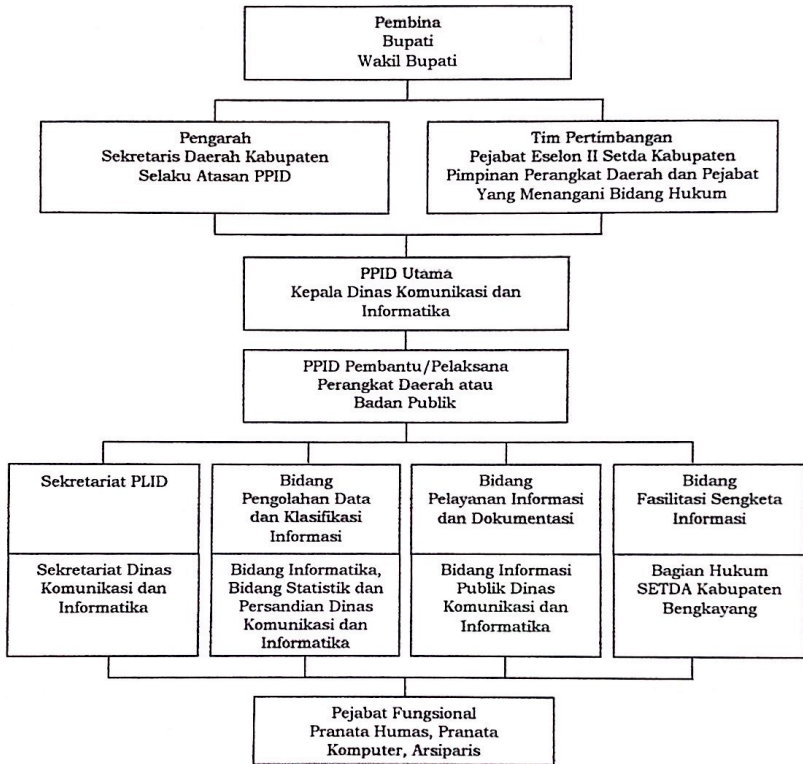 Pembina
Bupati
Wakil Bupati
Pengarah
Sekretaris Daerah Kabupaten
Selaku Atasan PPID
Tim Pertimbangan
Pejabat Eselon II Setda Kabupaten
Pimpinan Perangkat Daerah dan Pejabat
Yang Menangani Bidang Hukum
PPID Utama
Kepala Dinas Komunikasi dan
Informatika
PPID Pembantu/Pelaksana
Perangkat Daerah atau
Badan Publik
Sekretariat PLID
Bidang
Pengolahan Data
dan Klasifikasi
Informasi
Bidang
Pelayanan Informasi
dan Dokumentasi
Bidang
Fasilitasi Sengketa
Informasi
Sekretariat Dinas
Komunikasi dan
Informatika
Bidang Informatika,
Bidang Statistik dan
Persandian Dinas
Komunikasi dan
Informatika
Bidang Informasi
Publik Dinas
Komunikasi dan
Informatika
Bagian Hukum
SETDA Kabupaten
Bengkayang
Pejabat Fungsional
Pranata Humas, Pranata
Komputer, Arsiparis